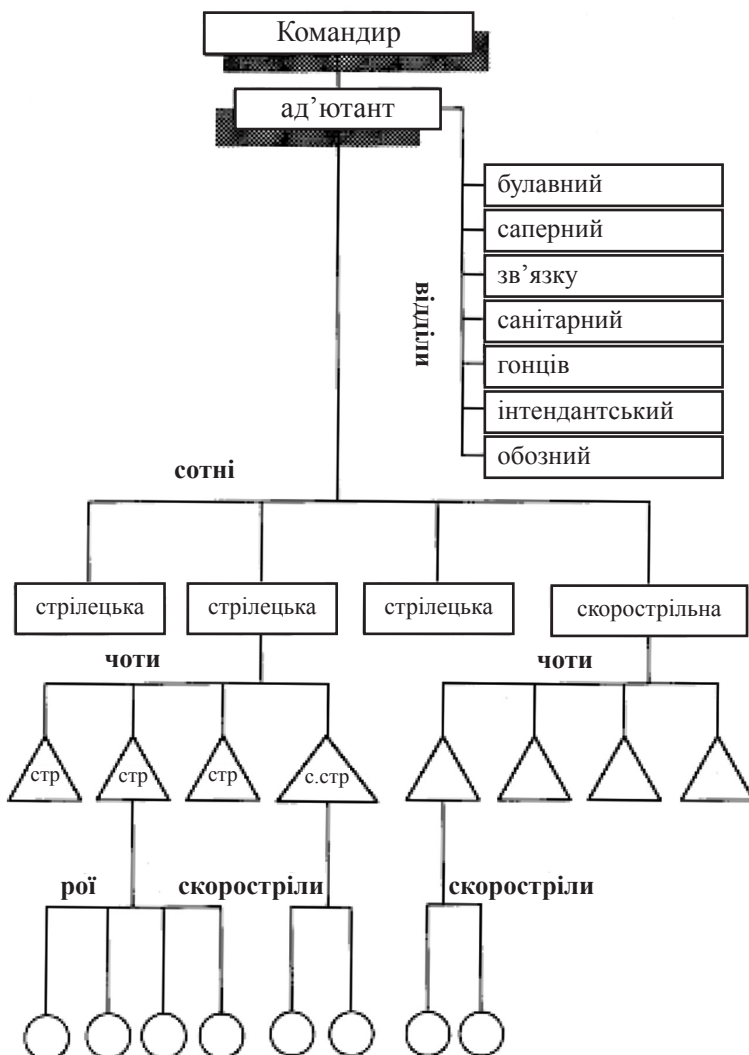 Командир
ад’ютант
булавний
саперний
зв’язку
санітарний
гонців
інтендантський
обозний
відділи
сотні
стрілецька
стрілецька
стрілецька
скорострільна
чоти
чоти
стр
стр
стр
с.стр
рої
скоростріли
скоростріли